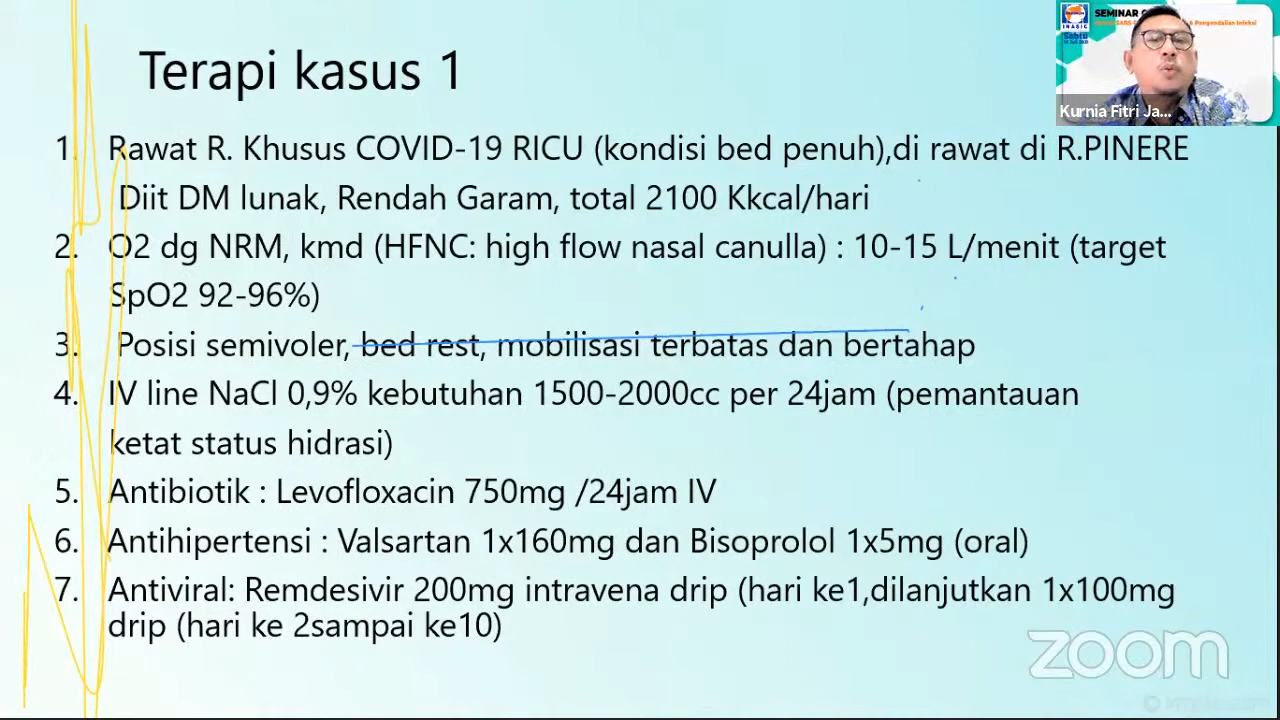 Terapi kasus 1
1. Rawat R. Khusus COVID-19 RICU (kondisi bed penuh),di rawat di R.PINERE
Diit DM lunak, Rendah Garam, total 2100 Kkcal/hari
2. O2 dg NRM, kmd (HFNC: high flow nasal canulla) : 10-15 L/menit (target
SpO2 92-96%)
3. Posisi semivoler, bed rest, mobilisasi terbatas dan bertahap
4. IV line NaCl 0,9% kebutuhan 1500-2000cc per 24jam (pemantauan
ketat status hidrasi)
5. Antibiotik : Levofloxacin 750mg /24jam IV
6. Antihipertensi : Valsartan 1x160mg dan Bisoprolol 1x5mg (oral)
7. Antiviral: Remdesivir 200mg intravena drip (hari ke1,dilanjutkan 1x100mg
drip (hari ke 2sampai ke10)
INASIC
SEMINAR
& Pengendalian Infeksi
Sabtu
Kurnia Fitri Ja...
zoom